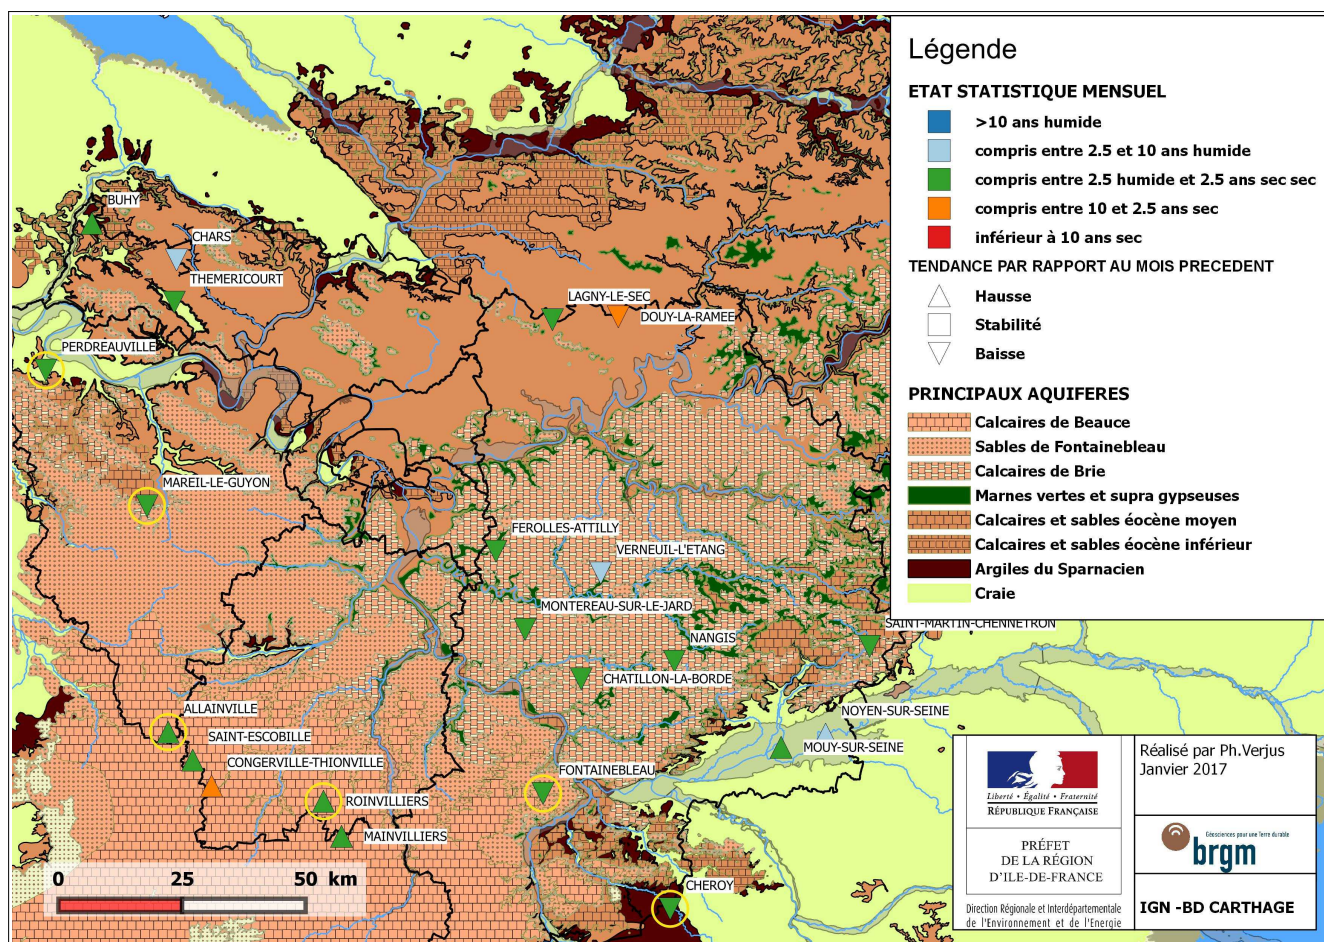 Légende
ETAT STATISTIQUE MENSUEL
>10 ans humide
compris entre 2.5 et 10 ans humide
compris entre 2.5 humide et 2.5 ans sec sec
compris entre 10 et 2.5 ans sec
inférieur à 10 ans sec
TENDANCE PAR RAPPORT AU MOIS PRECEDENT
Hausse
Stabilité
Baisse
PRINCIPAUX AQUIFERES
Calcaires de Beauce
Sables de Fontainebleau
Calcaires de Brie
Marnes vertes et supra gypseuses
Calcaires et sables éocène moyen
Calcaires et sables éocène inférieur
Argiles du Sparnacien
Craie
BUHY
CHARS
THEMERICOURT
LAGNY-LE-SEC
DOUY-LA-RAMEE
PERDREAUVILLE
MAREIL-LE-GUYON
FEROLLES-ATTILLY
VERNEUIL-L'ETANG
MONTEREAU-SUR-LE-JARD
SAINT-MARTIN-CHENNETRON
NANGIS
CHATILLON-LA-BORDE
ALLAINVILLE
NOYEN-SUR-SEINE
SAINT-ESCOBILLE
MOUY-SUR-SEINE
CONGERVILLE-THIONVILLE
FONTAINEBLEAU
ROINVILLIERS
MAINVILLIERS
CHEROY
0 25 50 km
Liberté • Égalité • Fraternité
RÉPUBLIQUE FRANÇAISE
PRÉFET
DE LA RÉGION
D'ILE-DE-FRANCE
Direction Régionale et Interdépartementale
de l'Environnement et de l'Energie
Réalisé par Ph.Verjus
Janvier 2017
Géosciences pour une Terre durable
brgm
IGN -BD CARTHAGE